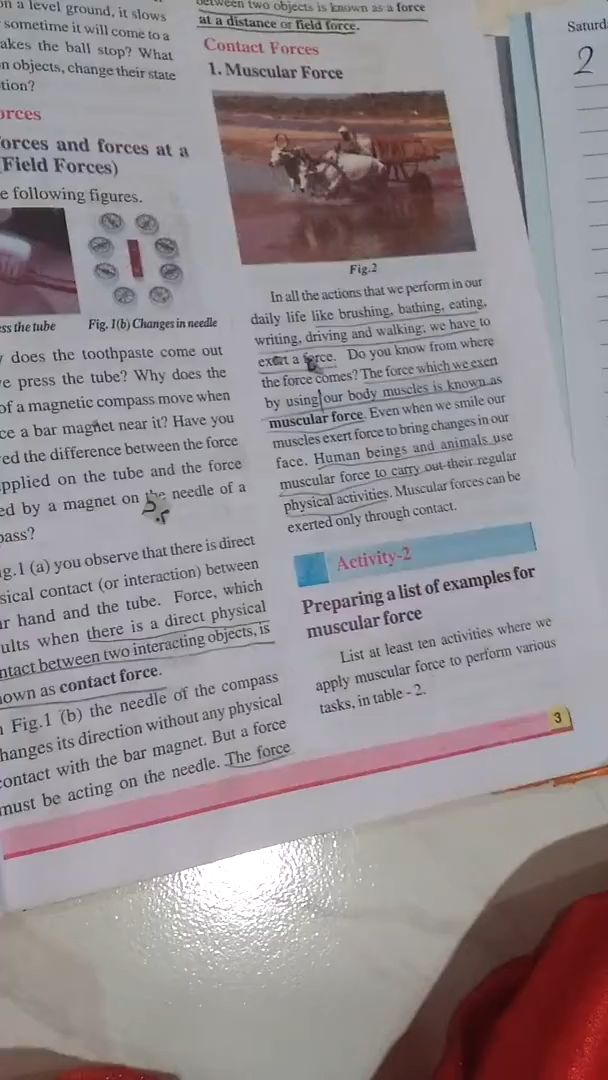 on a level ground, it slows
sometime it will come to a
akes the ball stop? What
n objects, change their state
tion?
orces
orces and forces at a
(Field Forces)
e following figures.
ss the tube
Fig. 1(b) Changes in needle
does the toothpaste come out
e press the tube? Why does the
of a magnetic compass move when
ce a bar magnet near it? Have you
ed the difference between the force
pplied on the tube and the force
ed by a magnet on the needle of a
pass?
g.1 (a) you observe that there is direct
sical contact (or interaction) between
r hand and the tube. Force, which
ults when there is a direct physical
ntact between two interacting objects, is
own as contact force.
Fig.1 (b) the needle of the compass
hanges its direction without any physical
contact with the bar magnet. But a force
must be acting on the needle. The force
between two objects is known as a force
at a distance or field force.
Contact Forces
1. Muscular Force
Fig.2
In all the actions that we perform in our
daily life like brushing, bathing, eating,
writing, driving and walking; we have to
exert a force. Do you know from where
the force comes? The force which we exert
by using our body muscles is known as
muscular force. Even when we smile our
muscles exert force to bring changes in our
face. Human beings and animals use
muscular force to carry out their regular
physical activities. Muscular forces can be
exerted only through contact.
Activity-2
Preparing a list of examples for
muscular force
List at least ten activities where we
apply muscular force to perform various
tasks, in table - 2.
3
Saturd
2